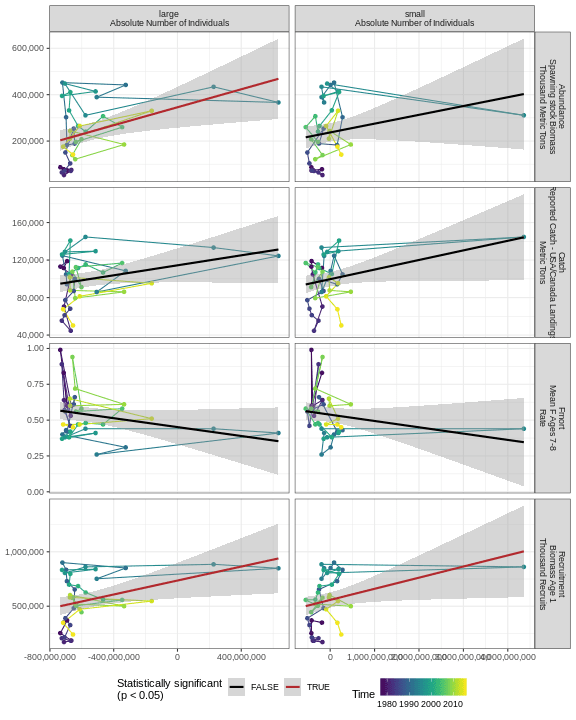 large
Absolute Number of Individuals
small
Absolute Number of Individuals
600,000
400,000
200,000
Abundance
Spawning stock Biomass
Thousand Metric Tons
160,000
120,000
80,000
40,000
Catch
Reported Catch - USA/Canada Landings
Metric Tons
1.00
0.75
0.50
0.25
0.00
Fmort
Mean F Ages 7-8
Rate
1,000,000
500,000
Recruitment
Biomass Age 1
Thousand Recruits
-800,000,000
-400,000,000
0
400,000,000
0
1,000,000,000
2,000,000,000
3,000,000,000
4,000,000,000
Statistically significant
(p < 0.05)
FALSE
TRUE
Time
1980 1990 2000 2010